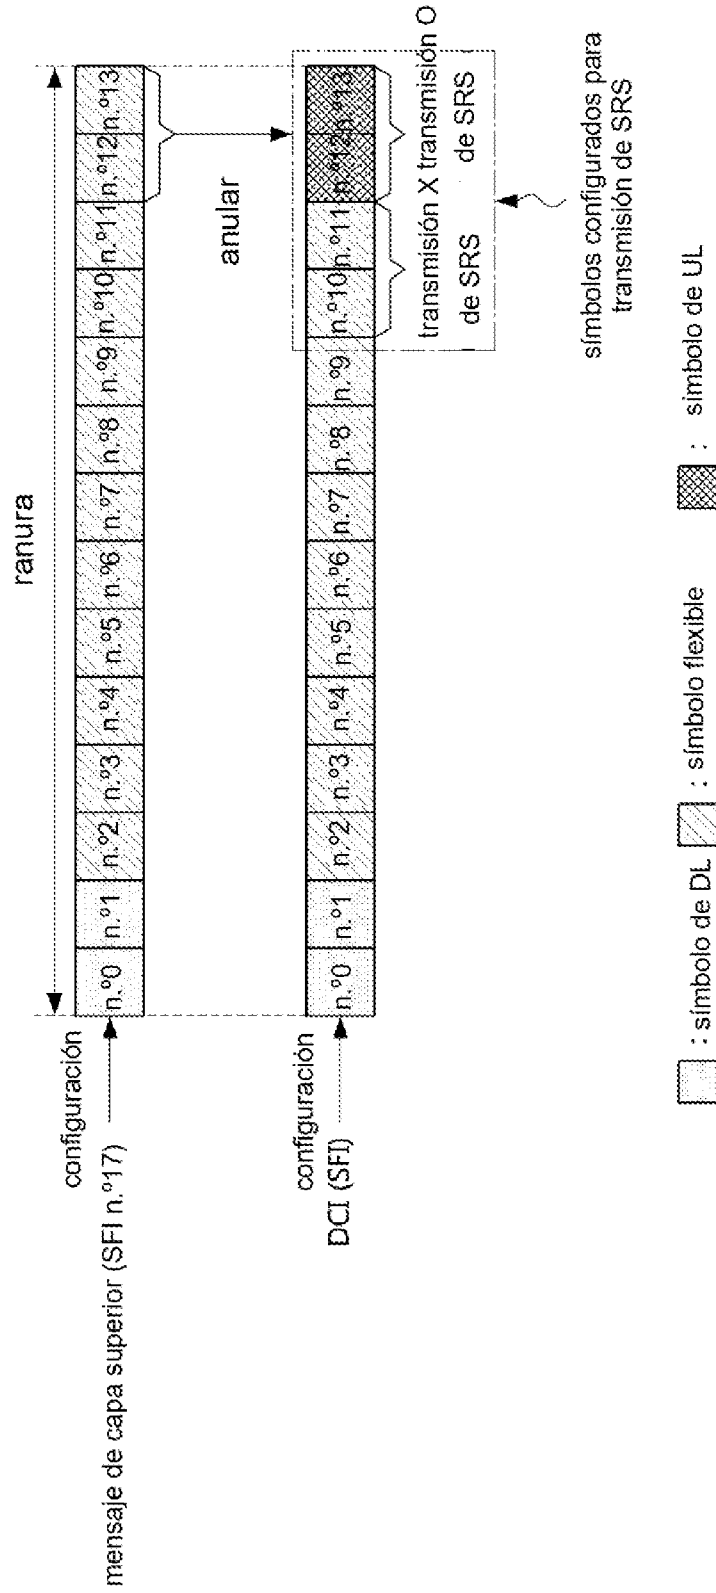 ranura
configuración
mensaje de capa superior (SFI n.º17)
n.º0 n.º1 n.º2 n.º3 n.º4 n.º5 n.º6 n.º7 n.º8 n.º9 n.º10 n.º11 n.º12 n.º13
anular
configuración
DCI (SFI)
n.º0 n.º1 n.º2 n.º3 n.º4 n.º5 n.º6 n.º7 n.º8 n.º9 n.º10 n.º11 n.º12 n.º13
transmisión X transmisión O
de SRS de SRS
símbolos configurados para
transmisión de SRS
: símbolo de DL : símbolo flexible : símbolo de UL